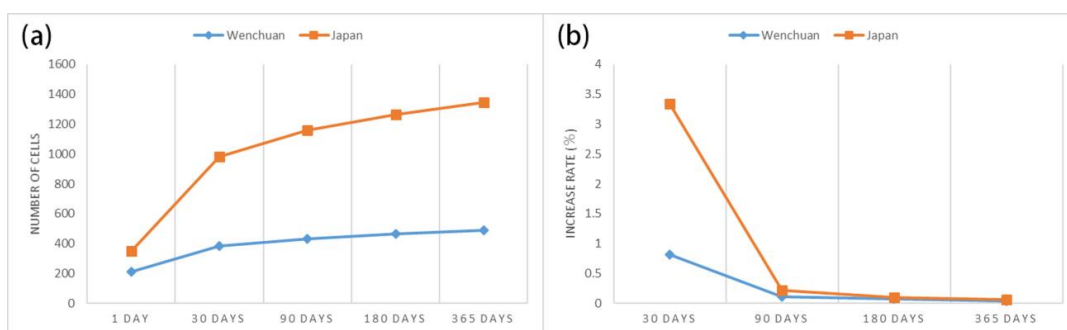 (a)
Wenchuan
Japan
1600
1400
1200
1000
800
600
400
200
0
NUMBER OF CELLS
1 DAY
30 DAYS
90 DAYS
180 DAYS
365 DAYS
(b)
Wenchuan
Japan
4
3.5
3
2.5
2
1.5
1
0.5
0
INCREASE RATE (%)
30 DAYS
90 DAYS
180 DAYS
365 DAYS